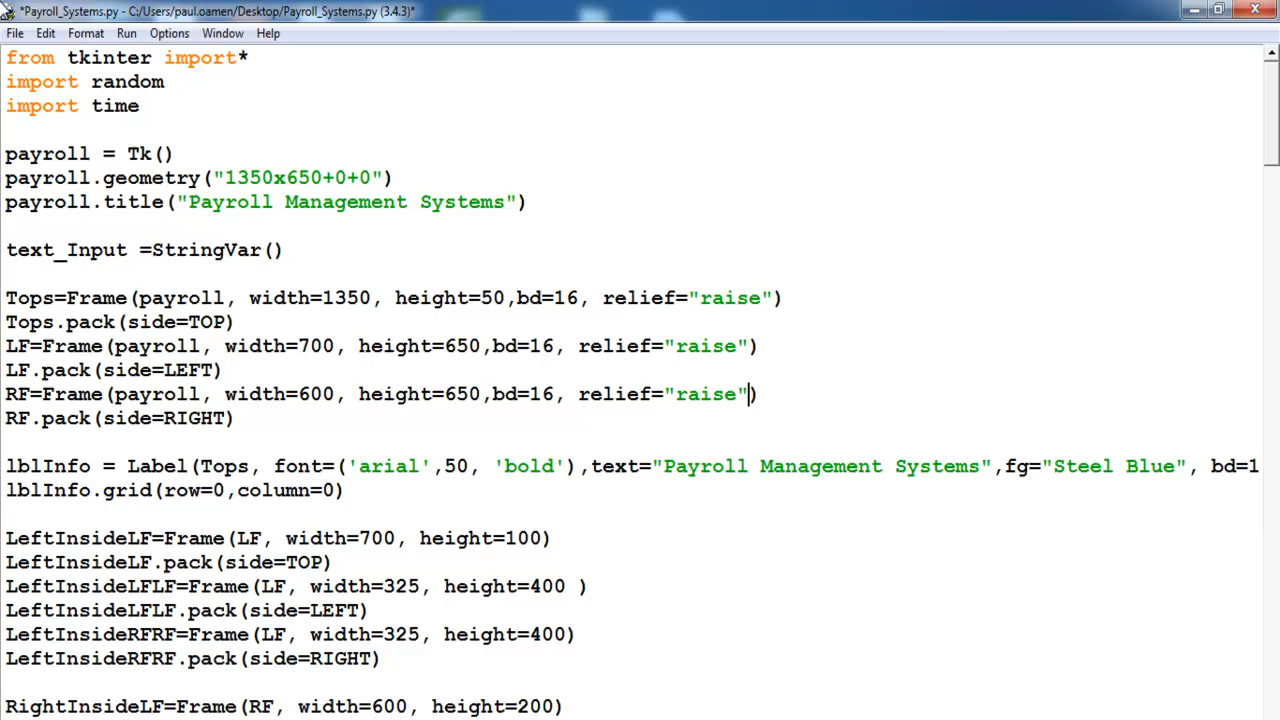 *Payroll_Systems.py - C:/Users/paul.oamen/Desktop/Payroll_Systems.py (3.4.3)*
File Edit Format Run Options Window Help
from tkinter import*
import random
import time
payroll = Tk()
payroll.geometry("1350x650+0+0")
payroll.title("Payroll Management Systems")
text_Input =StringVar()
Tops=Frame(payroll, width=1350, height=50,bd=16, relief="raise")
Tops.pack(side=TOP)
LF=Frame(payroll, width=700, height=650,bd=16, relief="raise")
LF.pack(side=LEFT)
RF=Frame(payroll, width=600, height=650,bd=16, relief="raise")
RF.pack(side=RIGHT)
lblInfo = Label(Tops, font=('arial',50, 'bold'),text="Payroll Management Systems",fg="Steel Blue", bd=1
lblInfo.grid(row=0,column=0)
LeftInsideLF=Frame(LF, width=700, height=100)
LeftInsideLF.pack(side=TOP)
LeftInsideLFLF=Frame(LF, width=325, height=400 )
LeftInsideLFLF.pack(side=LEFT)
LeftInsideRFRF=Frame(LF, width=325, height=400)
LeftInsideRFRF.pack(side=RIGHT)
RightInsideLF=Frame(RF, width=600, height=200)